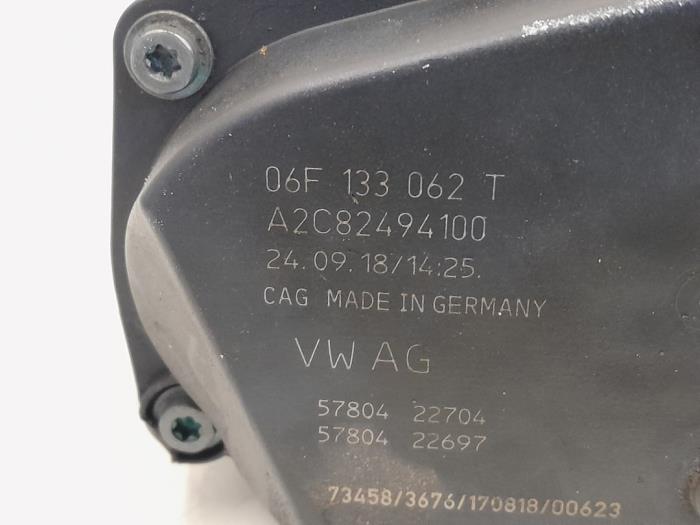 06F 133 062 T
A2C82494100
24.09.18/14:25.
CAG MADE IN GERMANY
VW AG
57804 22704
57804 22697
73458/3676/170818/00623